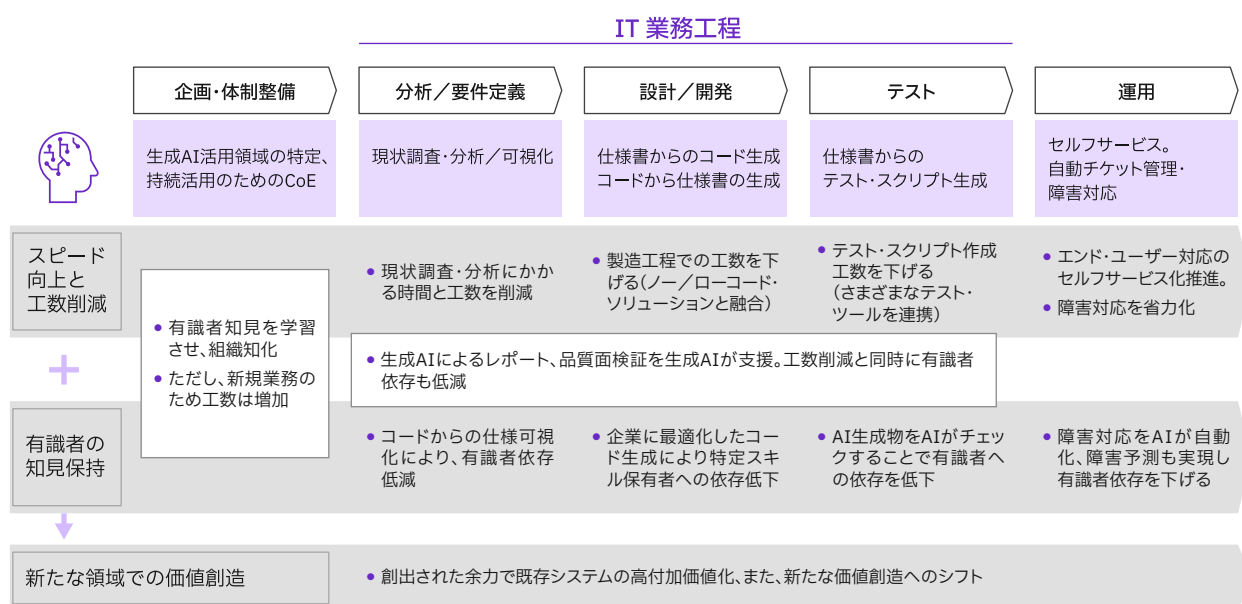 IT 業務工程
企画・体制整備
分析／要件定義
設計／開発
テスト
運用
生成AI活用領域の特定、
持続活用のためのCoE
現状調査・分析／可視化
仕様書からのコード生成
コードから仕様書の生成
仕様書からの
テスト・スクリプト生成
セルフサービス。
自動チケット管理・
障害対応
スピード
向上と
工数削減
• 有識者知見を学習
させ、組織知化
• ただし、新規業務の
ため工数は増加
• 現状調査・分析にかか
る時間と工数を削減
• 製造工程での工数を下
げる(ノー／ローコード・
ソリューションと融合)
• テスト・スクリプト作成
工数を下げる
(さまざまなテスト・
ツールを連携)
• エンド・ユーザー対応の
セルフサービス化推進。
• 障害対応を省力化
• 生成AIによるレポート、品質面検証を生成AIが支援。工数削減と同時に有識者
依存も低減
有識者の
知見保持
• コードからの仕様可視
化により、有識者依存
低減
• 企業に最適化したコー
ド生成により特定スキ
ル保有者への依存低下
• AI生成物をAIがチェッ
クすることで有識者へ
の依存を低下
• 障害対応をAIが自動
化、障害予測も実現し
有識者依存を下げる
新たな領域での価値創造
• 創出された余力で既存システムの高付加価値化、また、新たな価値創造へのシフト